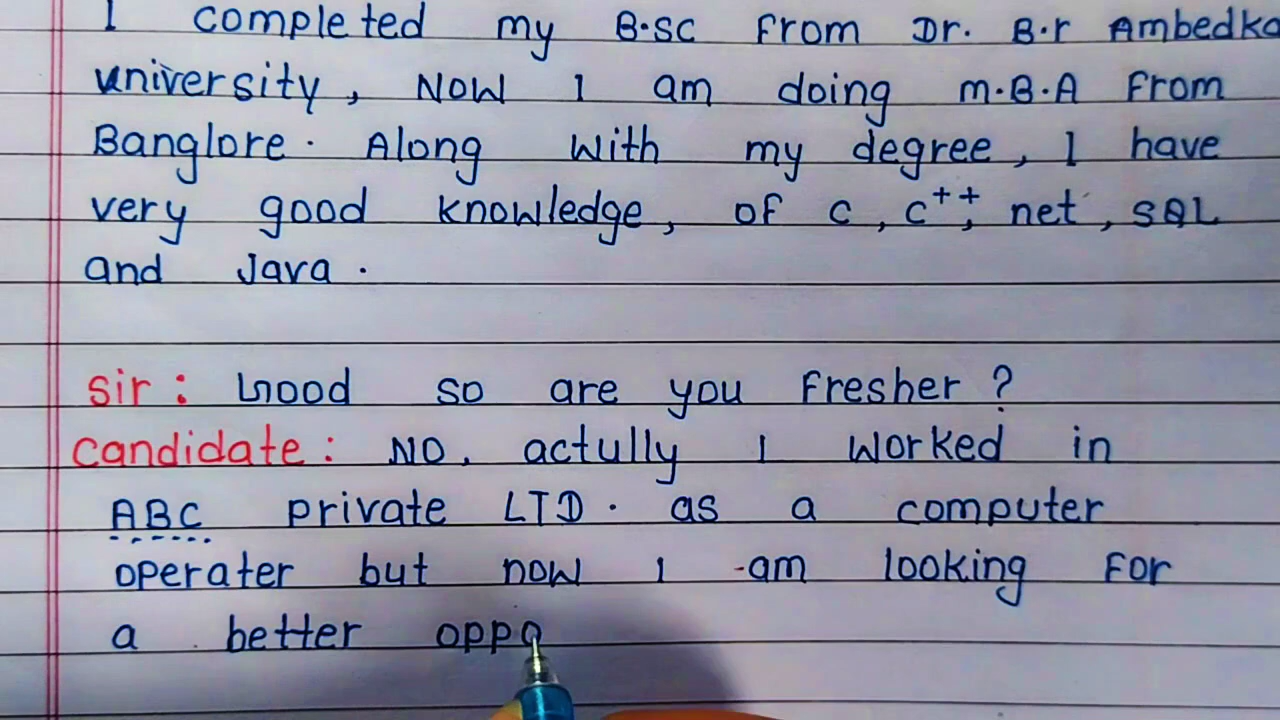 I completed my B.sc from Dr. B.r Ambedka
university, Now I am doing m.B.A from
Banglore. Along with my degree, I have
very good knowledge, of c, c++, net, SQL
and Java.
sir: Good so are you fresher?
candidate: No, actully I worked in
ABC private LTD. as a computer
operater but now I am looking for
a better oppo